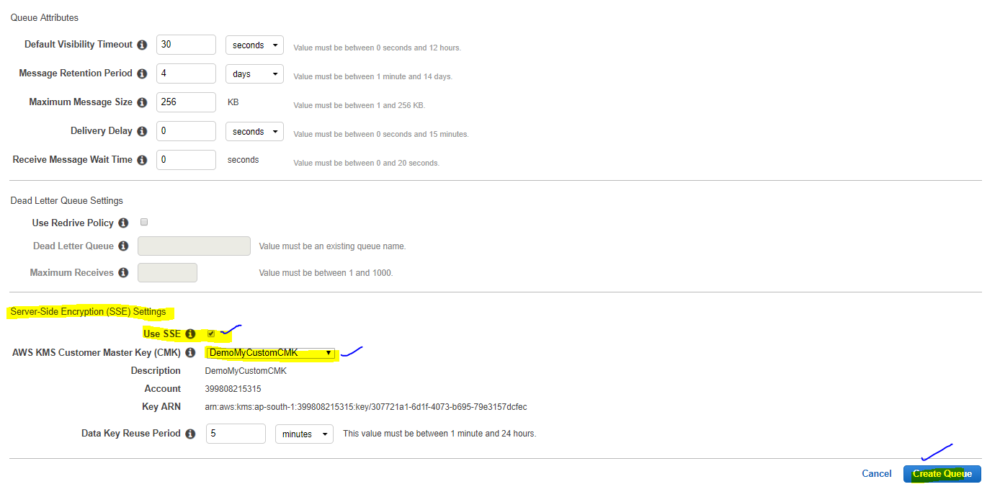 Queue Attributes
Default Visibility Timeout 30 seconds Value must be between 0 seconds and 12 hours.
Message Retention Period 4 days Value must be between 1 minute and 14 days.
Maximum Message Size 256 KB Value must be between 1 and 256 KB.
Delivery Delay 0 seconds Value must be between 0 seconds and 15 minutes.
Receive Message Wait Time 0 seconds Value must be between 0 and 20 seconds.
Dead Letter Queue Settings
Use Redrive Policy
Dead Letter Queue Value must be an existing queue name.
Maximum Receives Value must be between 1 and 1000.
Server-Side Encryption (SSE) Settings
Use SSE
AWS KMS Customer Master Key (CMK) DemoMyCustomCMK
Description DemoMyCustomCMK
Account 399808215315
Key ARN arn:aws:kms:ap-south-1:399808215315:key/307721a1-6d1f-4073-b695-79e3157dcfec
Data Key Reuse Period 5 minutes This value must be between 1 minute and 24 hours.
Cancel Create Queue